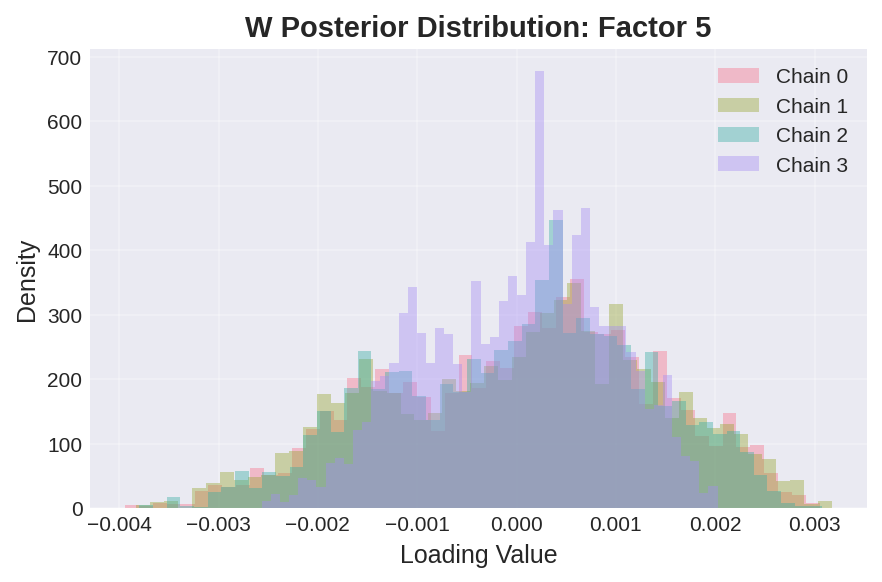 W Posterior Distribution: Factor 5
700
600
500
400
300
200
100
0
Density
Chain 0
Chain 1
Chain 2
Chain 3
−0.004 −0.003 −0.002 −0.001 0.000 0.001 0.002 0.003
Loading Value